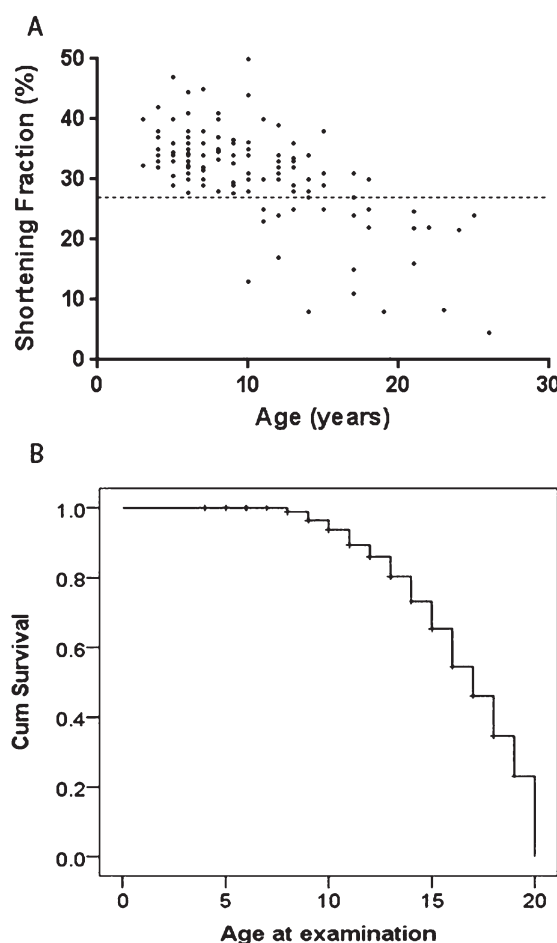 A
Shortening Fraction (%)
50
40
30
20
10
0
0 10 20 30
Age (years)
B
Cum Survival
1.0
0.8
0.6
0.4
0.2
0.0
0 5 10 15 20
Age at examination